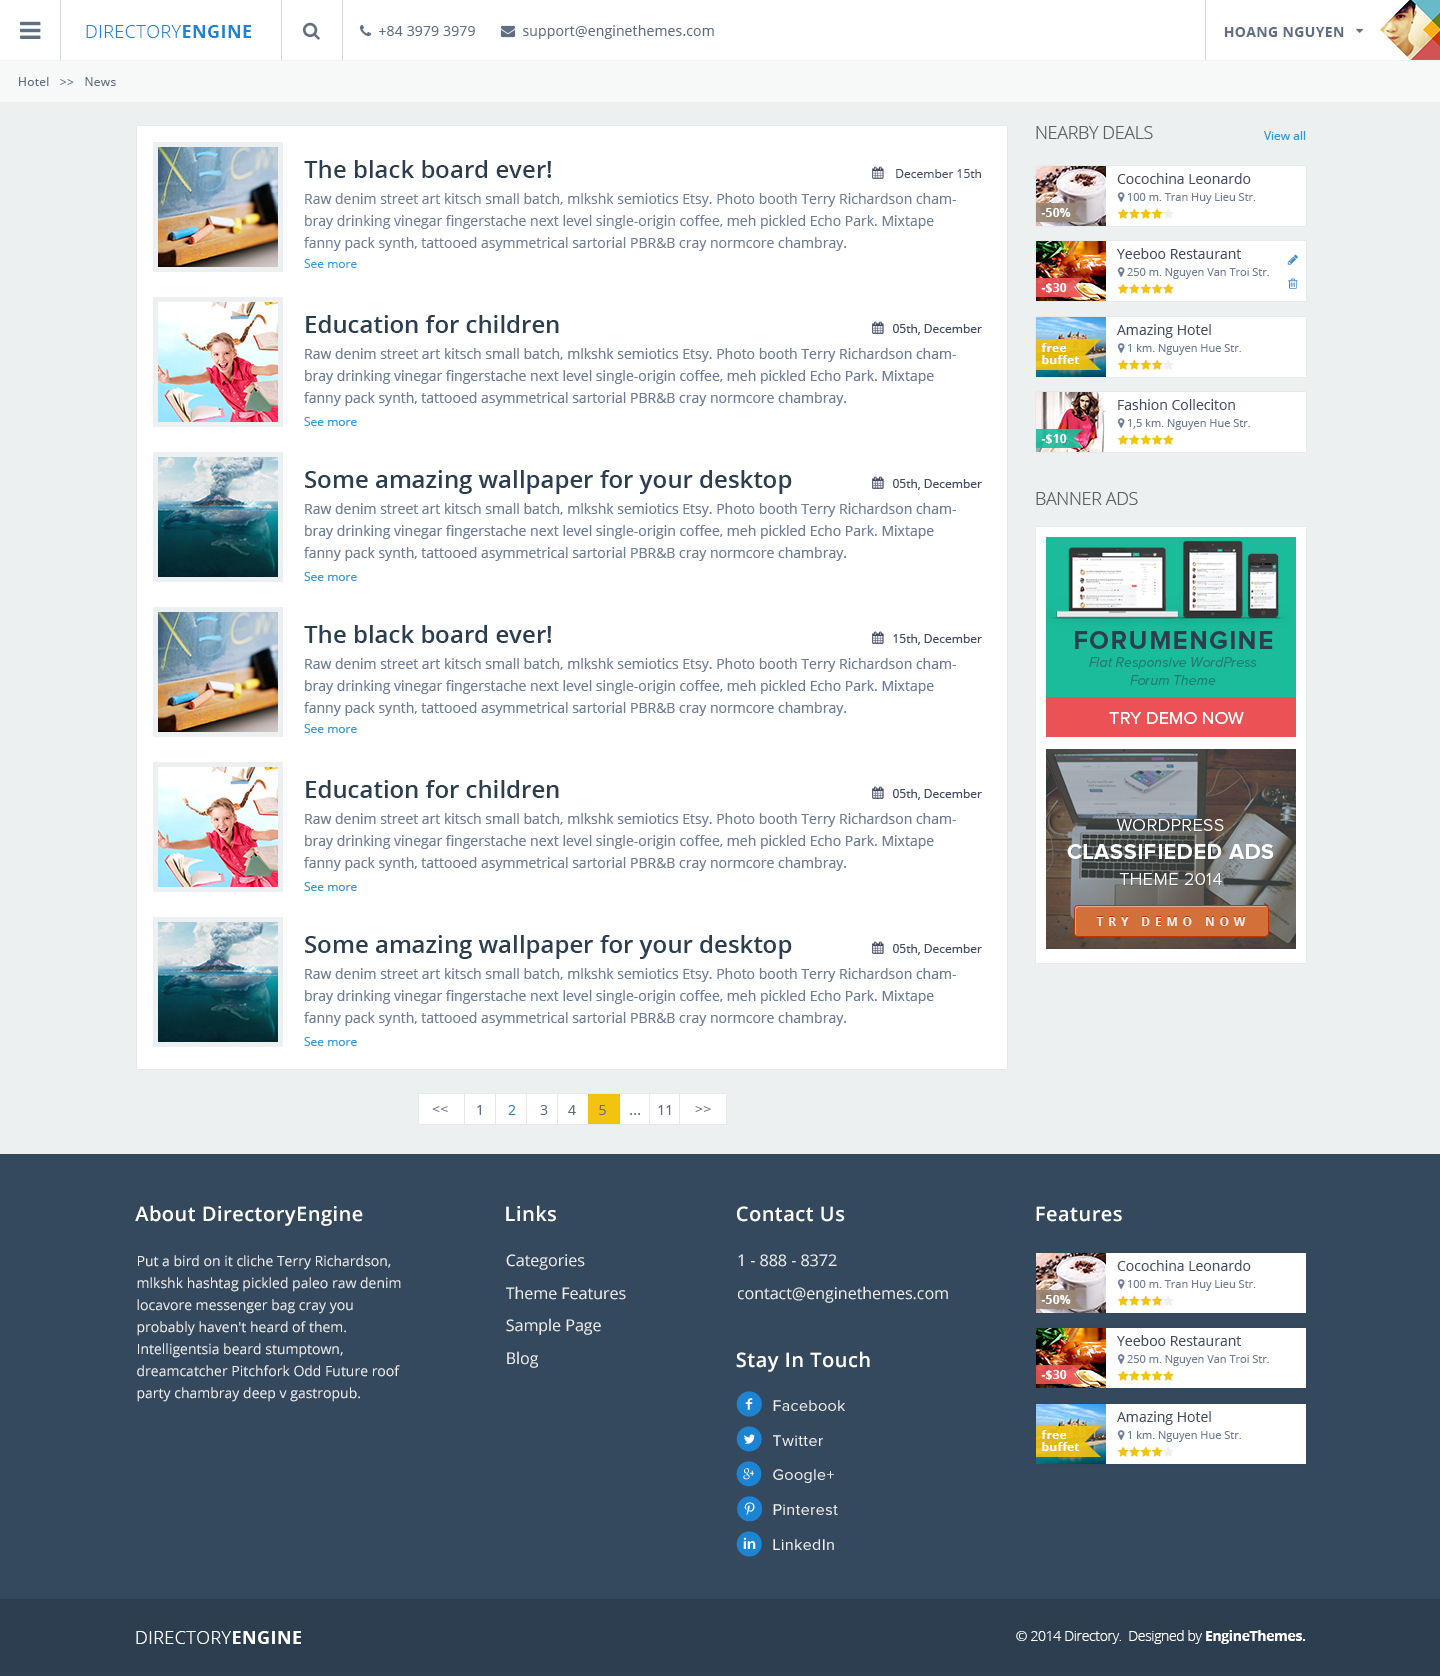 DIRECTORYENGINE
+84 3979 3979
support@enginethemes.com
HOANG NGUYEN
Hotel >> News
The black board ever!
December 15th
Raw denim street art kitsch small batch, mlkshk semiotics Etsy. Photo booth Terry Richardson cham-
bray drinking vinegar fingerstache next level single-origin coffee, meh pickled Echo Park. Mixtape
fanny pack synth, tattooed asymmetrical sartorial PBR&B cray normcore chambray.
See more
Education for children
05th, December
Raw denim street art kitsch small batch, mlkshk semiotics Etsy. Photo booth Terry Richardson cham-
bray drinking vinegar fingerstache next level single-origin coffee, meh pickled Echo Park. Mixtape
fanny pack synth, tattooed asymmetrical sartorial PBR&B cray normcore chambray.
See more
Some amazing wallpaper for your desktop
05th, December
Raw denim street art kitsch small batch, mlkshk semiotics Etsy. Photo booth Terry Richardson cham-
bray drinking vinegar fingerstache next level single-origin coffee, meh pickled Echo Park. Mixtape
fanny pack synth, tattooed asymmetrical sartorial PBR&B cray normcore chambray.
See more
The black board ever!
15th, December
Raw denim street art kitsch small batch, mlkshk semiotics Etsy. Photo booth Terry Richardson cham-
bray drinking vinegar fingerstache next level single-origin coffee, meh pickled Echo Park. Mixtape
fanny pack synth, tattooed asymmetrical sartorial PBR&B cray normcore chambray.
See more
Education for children
05th, December
Raw denim street art kitsch small batch, mlkshk semiotics Etsy. Photo booth Terry Richardson cham-
bray drinking vinegar fingerstache next level single-origin coffee, meh pickled Echo Park. Mixtape
fanny pack synth, tattooed asymmetrical sartorial PBR&B cray normcore chambray.
See more
Some amazing wallpaper for your desktop
05th, December
Raw denim street art kitsch small batch, mlkshk semiotics Etsy. Photo booth Terry Richardson cham-
bray drinking vinegar fingerstache next level single-origin coffee, meh pickled Echo Park. Mixtape
fanny pack synth, tattooed asymmetrical sartorial PBR&B cray normcore chambray.
See more
<< 1 2 3 4 5 ... 11 >>
NEARBY DEALS
View all
-50%
Cocochina Leonardo
100 m. Tran Huy Lieu Str.
-$30
Yeeboo Restaurant
250 m. Nguyen Van Troi Str.
free
buffet
Amazing Hotel
1 km. Nguyen Hue Str.
-$10
Fashion Colleciton
1,5 km. Nguyen Hue Str.
BANNER ADS
FORUMENGINE
Flat Responsive WordPress
Forum Theme
TRY DEMO NOW
WORDPRESS
CLASSIFIEDED ADS
THEME 2014
TRY DEMO NOW
About DirectoryEngine
Put a bird on it cliche Terry Richardson,
mlkshk hashtag pickled paleo raw denim
locavore messenger bag cray you
probably haven't heard of them.
Intelligentsia beard stumptown,
dreamcatcher Pitchfork Odd Future roof
party chambray deep v gastropub.
Links
Categories
Theme Features
Sample Page
Blog
Contact Us
1 - 888 - 8372
contact@enginethemes.com
Stay In Touch
Facebook
Twitter
Google+
Pinterest
LinkedIn
Features
-50%
Cocochina Leonardo
100 m. Tran Huy Lieu Str.
-$30
Yeeboo Restaurant
250 m. Nguyen Van Troi Str.
free
buffet
Amazing Hotel
1 km. Nguyen Hue Str.
DIRECTORYENGINE
© 2014 Directory. Designed by EngineThemes.